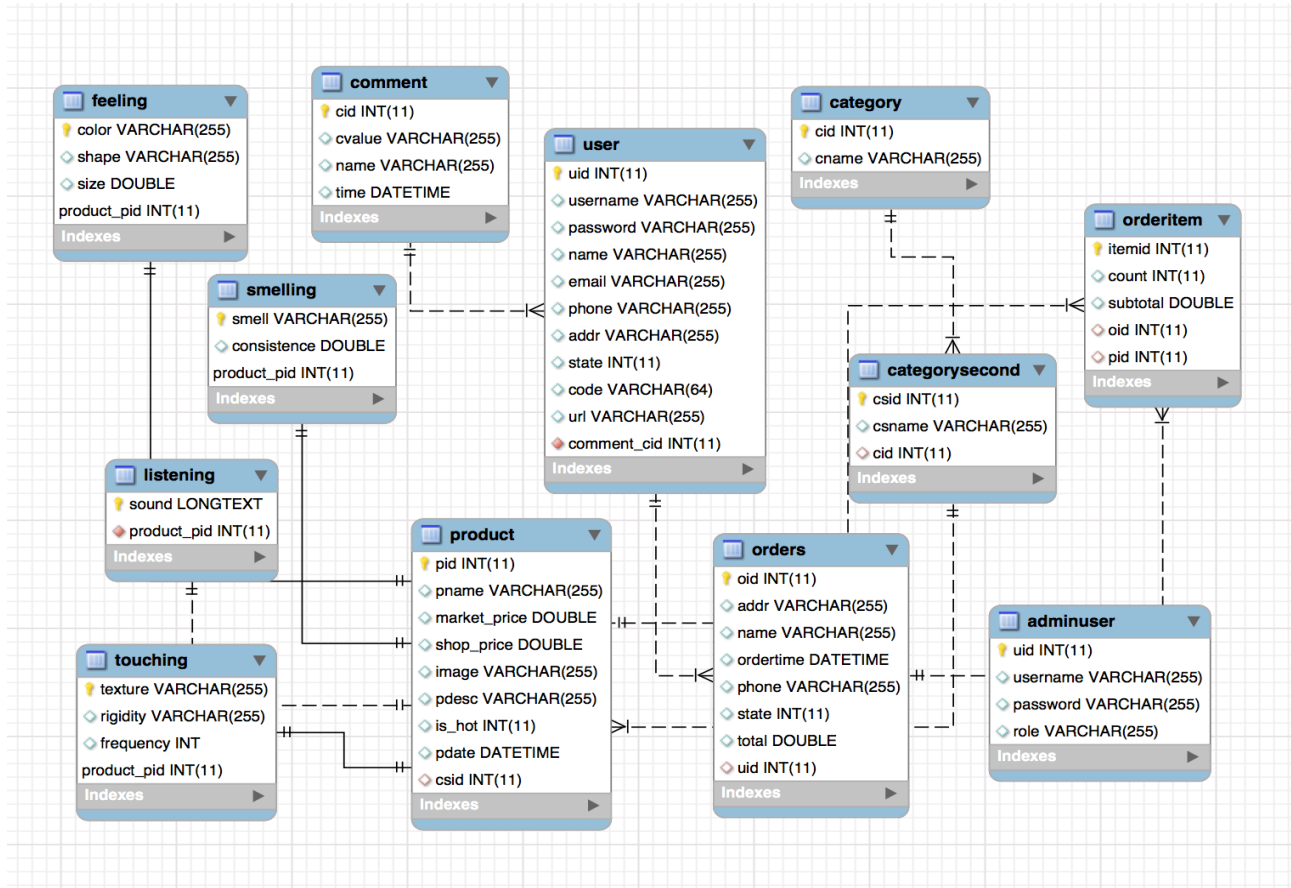 feeling
color VARCHAR(255)
shape VARCHAR(255)
size DOUBLE
product_pid INT(11)
Indexes
comment
cid INT(11)
cvalue VARCHAR(255)
name VARCHAR(255)
time DATETIME
Indexes
user
uid INT(11)
username VARCHAR(255)
password VARCHAR(255)
name VARCHAR(255)
email VARCHAR(255)
phone VARCHAR(255)
addr VARCHAR(255)
state INT(11)
code VARCHAR(64)
url VARCHAR(255)
comment_cid INT(11)
Indexes
category
cid INT(11)
cname VARCHAR(255)
Indexes
orderitem
itemid INT(11)
count INT(11)
subtotal DOUBLE
oid INT(11)
pid INT(11)
Indexes
smelling
smell VARCHAR(255)
consistence DOUBLE
product_pid INT(11)
Indexes
categorysecond
csid INT(11)
csname VARCHAR(255)
cid INT(11)
Indexes
listening
sound LONGTEXT
product_pid INT(11)
Indexes
product
pid INT(11)
pname VARCHAR(255)
market_price DOUBLE
shop_price DOUBLE
image VARCHAR(255)
pdesc VARCHAR(255)
is_hot INT(11)
pdate DATETIME
csid INT(11)
Indexes
orders
oid INT(11)
addr VARCHAR(255)
name VARCHAR(255)
ordertime DATETIME
phone VARCHAR(255)
state INT(11)
total DOUBLE
uid INT(11)
Indexes
adminuser
uid INT(11)
username VARCHAR(255)
password VARCHAR(255)
role VARCHAR(255)
Indexes
touching
texture VARCHAR(255)
rigidity VARCHAR(255)
frequency INT
product_pid INT(11)
Indexes